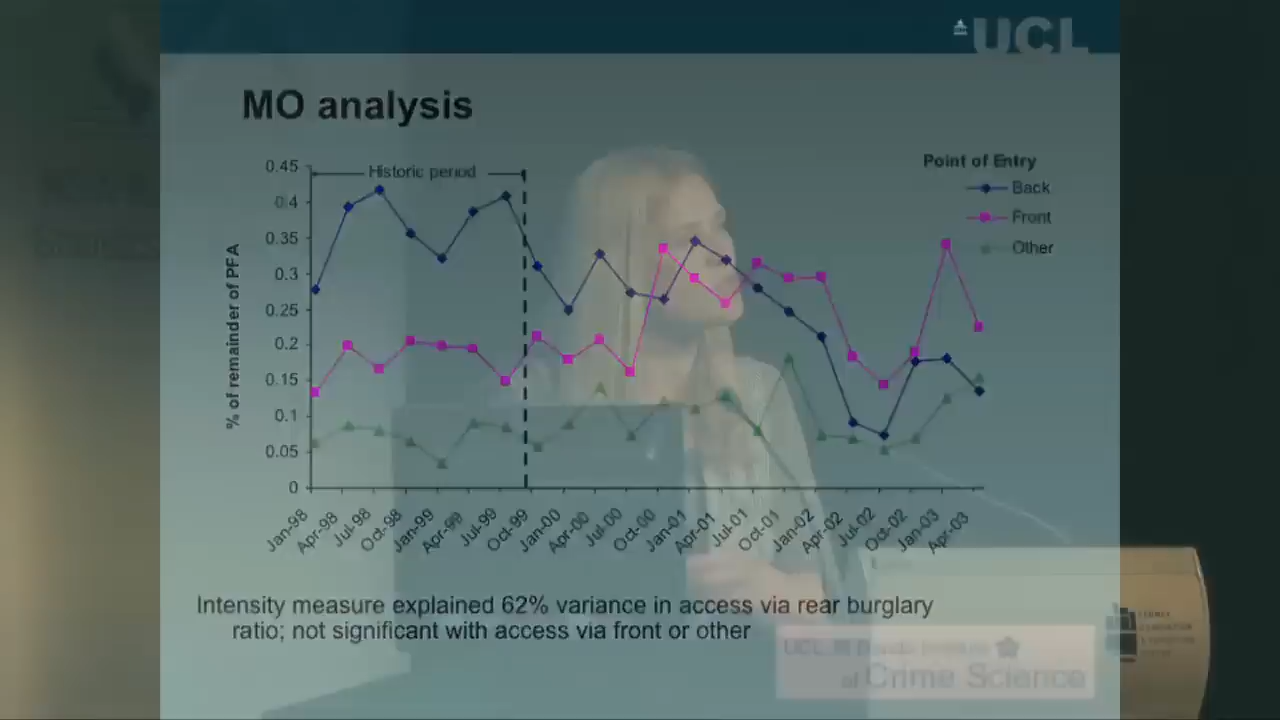 UCL
MO analysis
Historic period
Point of Entry
Back
Front
Other
% of remainder of PFA
0.45
0.4
0.35
0.3
0.25
0.2
0.15
0.1
0.05
0
Jan-98
Apr-98
Jul-98
Oct-98
Jan-99
Apr-99
Jul-99
Oct-99
Jan-00
Apr-00
Jul-00
Oct-00
Jan-01
Apr-01
Jul-01
Oct-01
Jan-02
Apr-02
Jul-02
Oct-02
Jan-03
Apr-03
Intensity measure explained 62% variance in access via rear burglary
ratio; not significant with access via front or other
UCL
of Crime Science